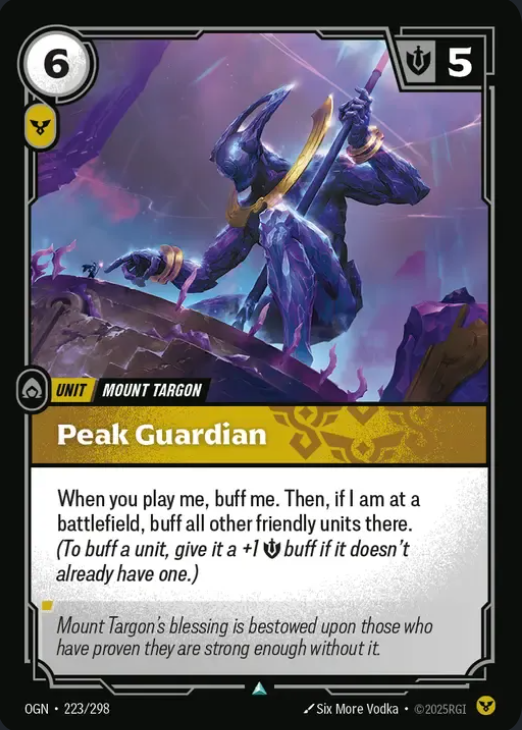 6
5
UNIT MOUNT TARGON
Peak Guardian
When you play me, buff me. Then, if I am at a
battlefield, buff all other friendly units there.
(To buff a unit, give it a +1 buff if it doesn't
already have one.)
Mount Targon's blessing is bestowed upon those who
have proven they are strong enough without it.
OGN • 223/298
Six More Vodka • ©2025RGI